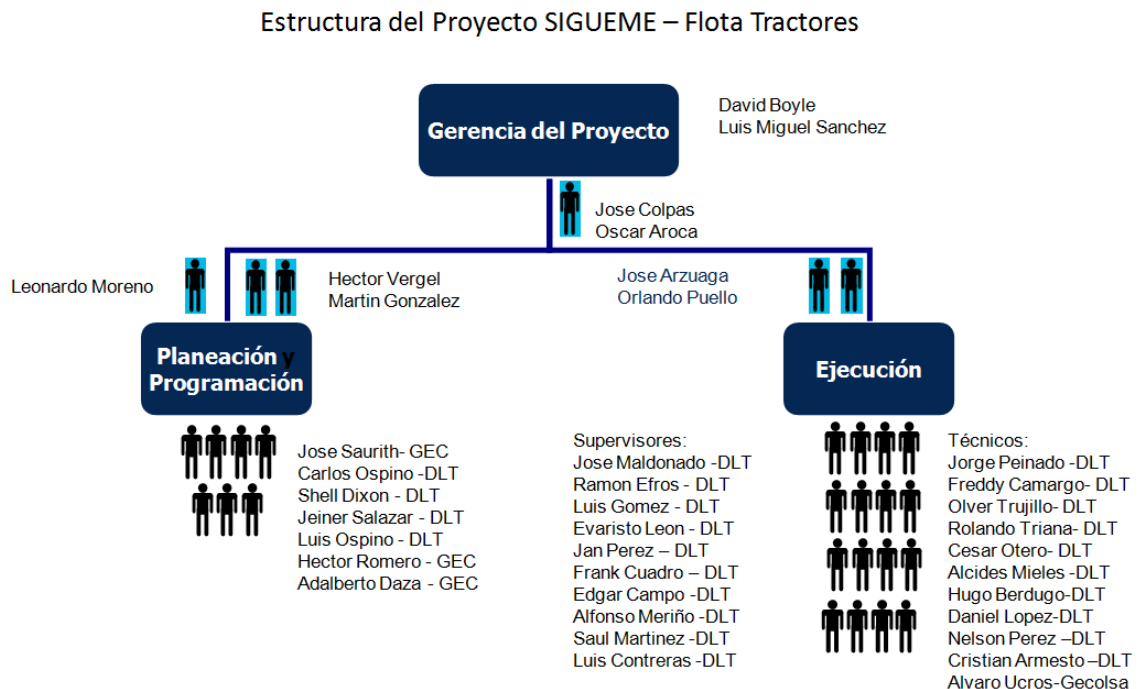 Estructura del Proyecto SIGUEME – Flota Tractores
Gerencia del Proyecto
David Boyle
Luis Miguel Sanchez
Jose Colpas
Oscar Aroca
Leonardo Moreno
Hector Vergel
Martin Gonzalez
Jose Arzuaga
Orlando Puello
Planeación y
Programación
Ejecución
Jose Saurith- GEC
Carlos Ospino -DLT
Shell Dixon - DLT
Jeiner Salazar - DLT
Luis Ospino - DLT
Hector Romero - GEC
Adalberto Daza - GEC
Supervisores:
Jose Maldonado -DLT
Ramon Efros - DLT
Luis Gomez - DLT
Evaristo Leon - DLT
Jan Perez – DLT
Frank Cuadro – DLT
Edgar Campo - DLT
Alfonso Meriño -DLT
Saul Martinez -DLT
Luis Contreras -DLT
Técnicos:
Jorge Peinado -DLT
Freddy Camargo- DLT
Olver Trujillo- DLT
Rolando Triana- DLT
Cesar Otero- DLT
Alcides Mieles -DLT
Hugo Berdugo-DLT
Daniel Lopez-DLT
Nelson Perez –DLT
Cristian Armesto –DLT
Alvaro Ucros-Gecolsa